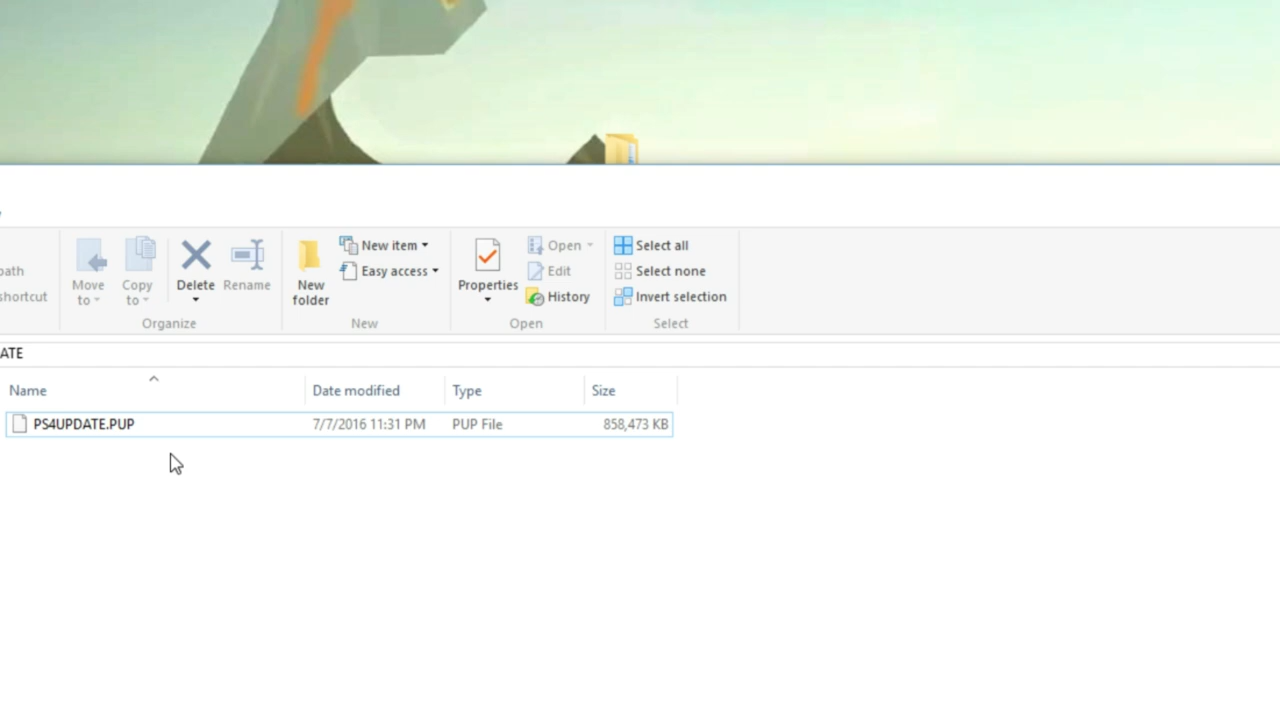 New item
Open
Select all
path
Easy access
Edit
Select none
shortcut
Move to
Copy to
Delete
Rename
New folder
Properties
History
Invert selection
Organize
New
Open
Select
ATE
Name Date modified Type Size
PS4UPDATE.PUP 7/7/2016 11:31 PM PUP File 858,473 KB